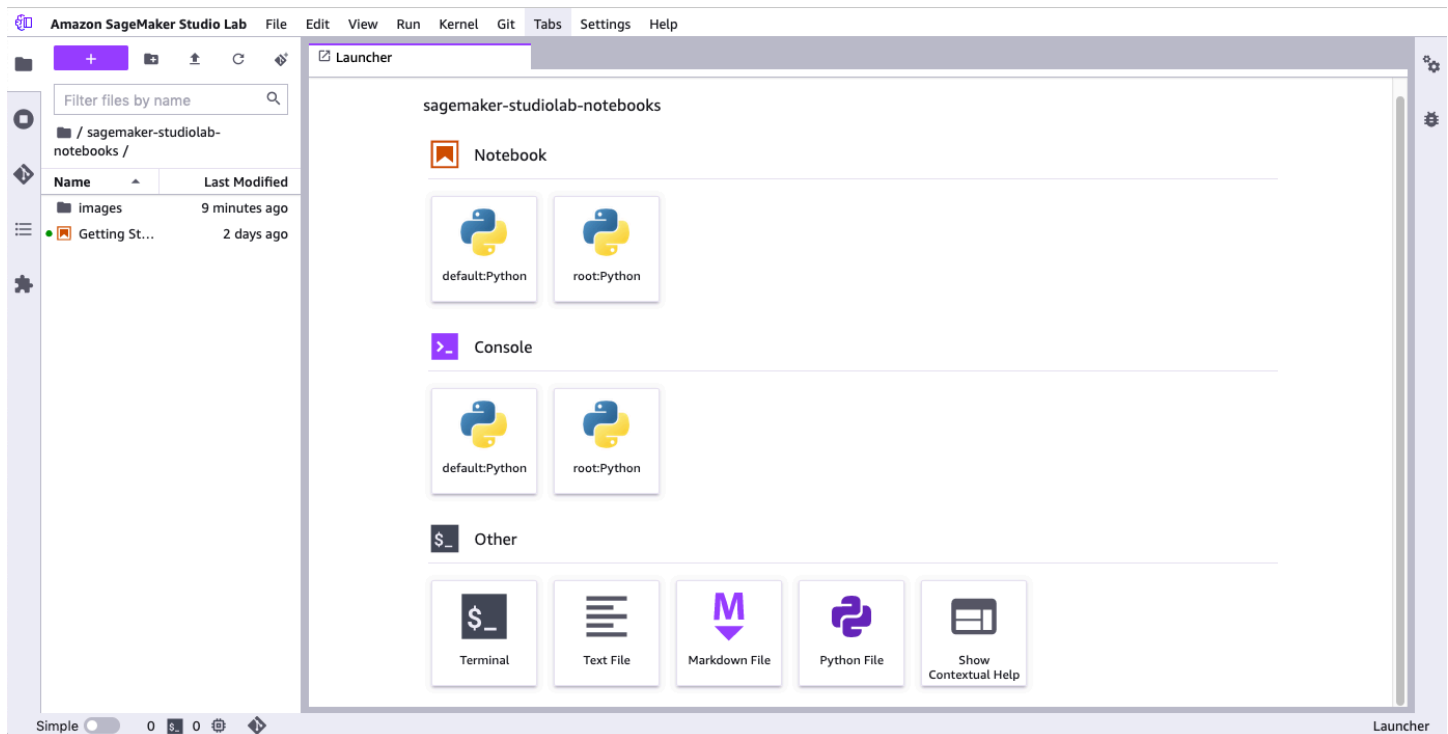 Amazon SageMaker Studio Lab File Edit View Run Kernel Git Tabs Settings Help
+
Filter files by name
/ sagemaker-studiolab-
notebooks /
Name Last Modified
images 9 minutes ago
Getting St... 2 days ago
Launcher
sagemaker-studiolab-notebooks
Notebook
default:Python root:Python
>_ Console
default:Python root:Python
$_ Other
$_ M
Terminal Text File Markdown File Python File Show
Contextual Help
Simple 0 $_ 0 Launcher